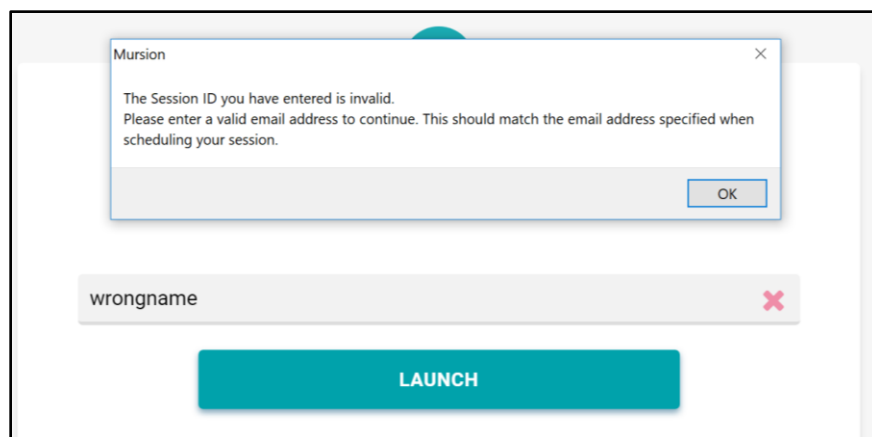 Mursion
The Session ID you have entered is invalid.
Please enter a valid email address to continue. This should match the email address specified when
scheduling your session.
OK
wrongname
LAUNCH